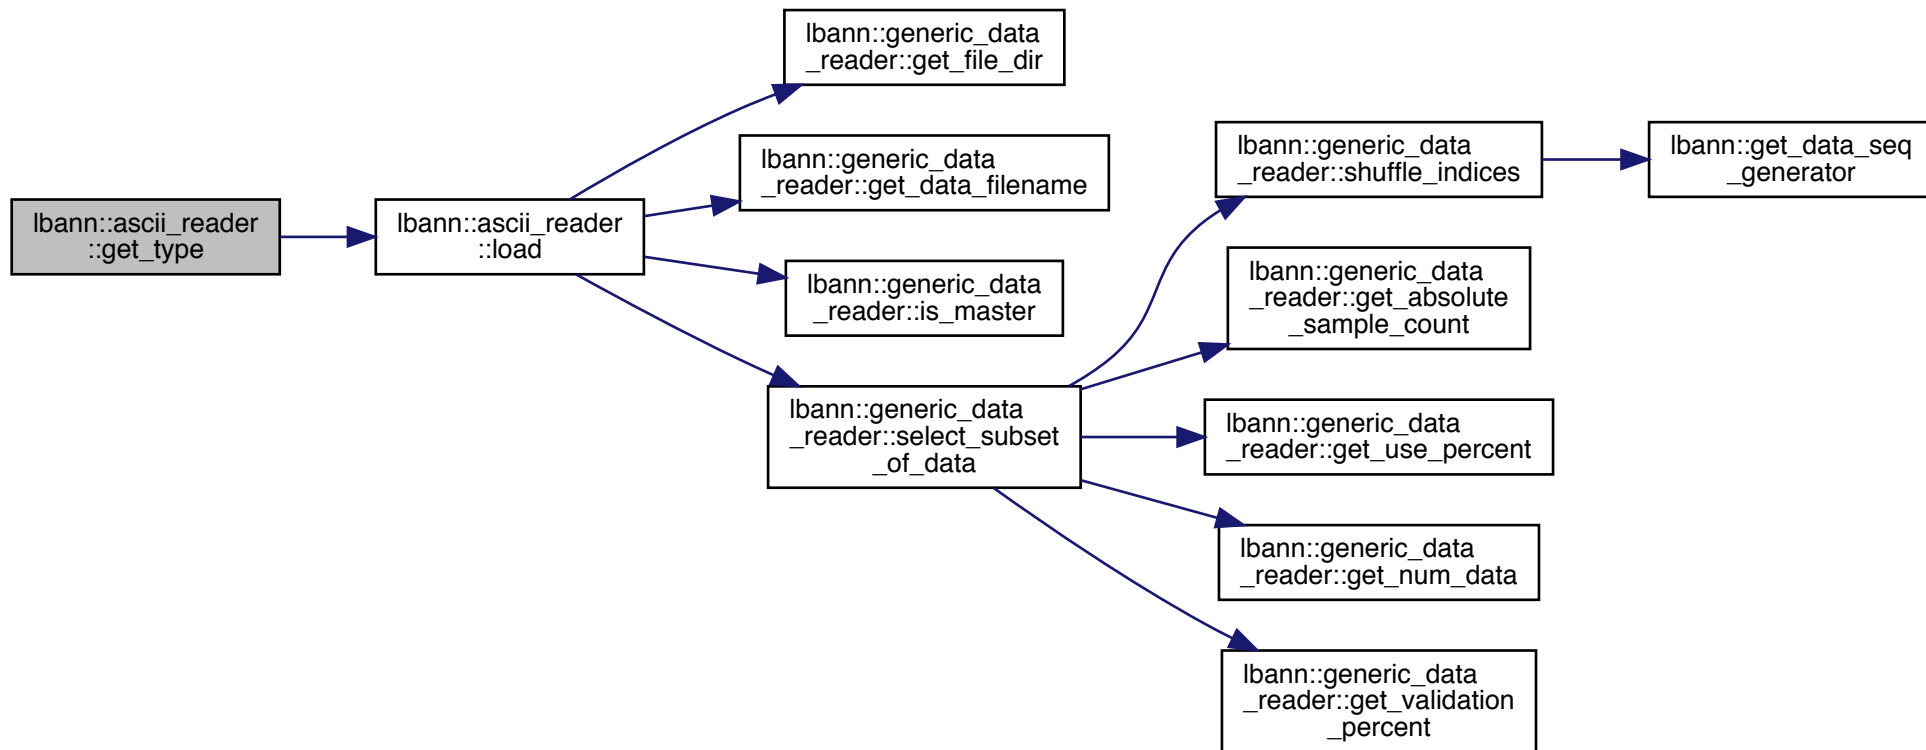 lbann::ascii_reader
::get_type
lbann::ascii_reader
::load
lbann::generic_data
_reader::get_file_dir
lbann::generic_data
_reader::get_data_filename
lbann::generic_data
_reader::is_master
lbann::generic_data
_reader::select_subset
_of_data
lbann::generic_data
_reader::shuffle_indices
lbann::get_data_seq
_generator
lbann::generic_data
_reader::get_absolute
_sample_count
lbann::generic_data
_reader::get_use_percent
lbann::generic_data
_reader::get_num_data
lbann::generic_data
_reader::get_validation
_percent